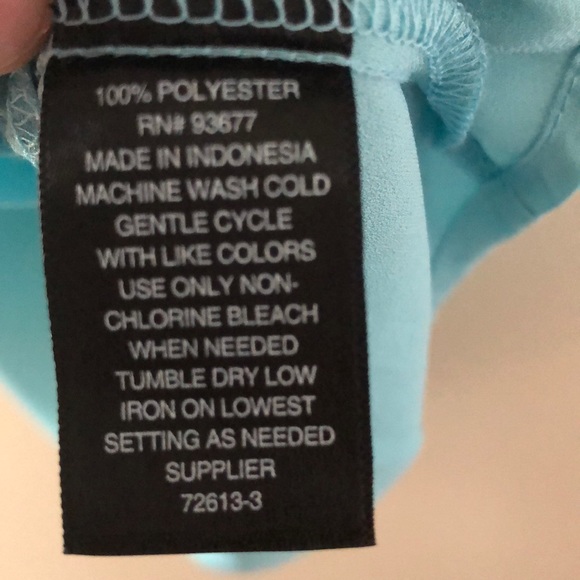 100% POLYESTER
RN# 93677
MADE IN INDONESIA
MACHINE WASH COLD
GENTLE CYCLE
WITH LIKE COLORS
USE ONLY NON-
CHLORINE BLEACH
WHEN NEEDED
TUMBLE DRY LOW
IRON ON LOWEST
SETTING AS NEEDED
SUPPLIER
72613-3